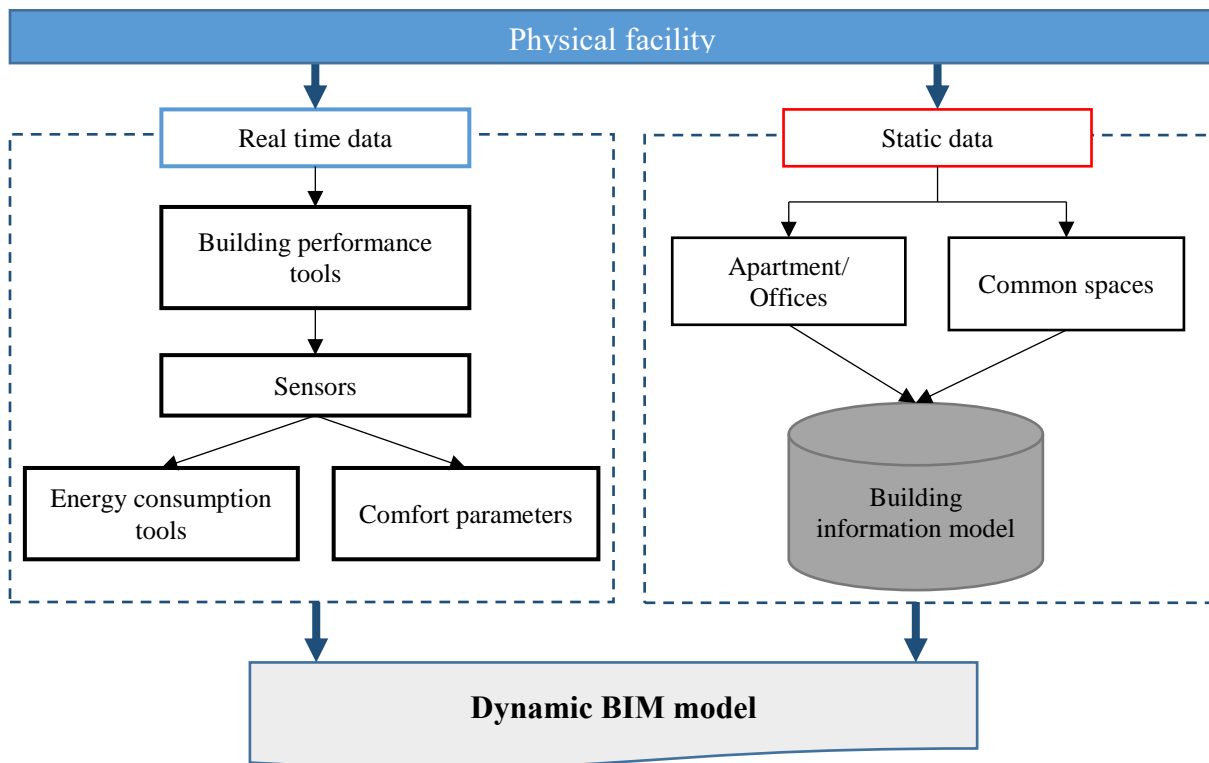 Physical facility
Real time data
Static data
Building performance
tools
Apartment/
Offices
Common spaces
Sensors
Energy consumption
tools
Comfort parameters
Building
information model
Dynamic BIM model